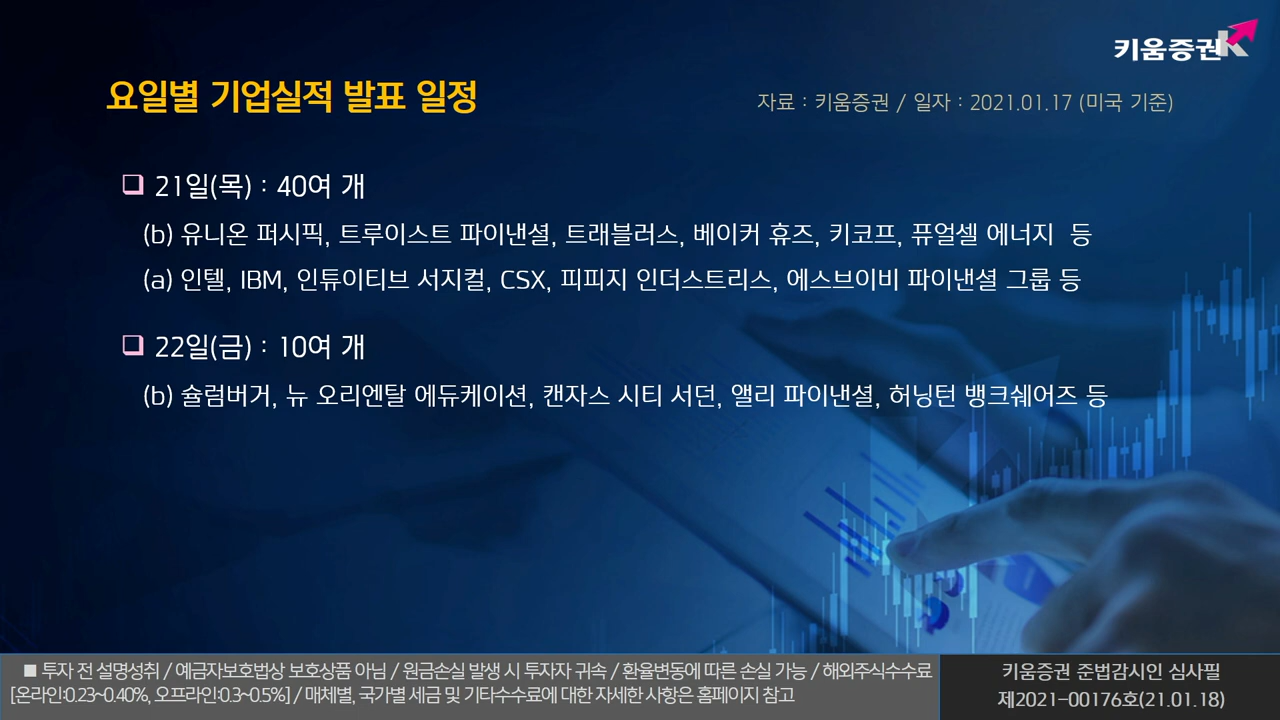 키움증권
요일별 기업실적 발표 일정
자료 : 키움증권 / 일자 : 2021.01.17 (미국 기준)
❑ 21일(목) : 40여 개
(b) 유니온 퍼시픽, 트루이스트 파이낸셜, 트래블러스, 베이커 휴즈, 키코프, 퓨얼셀 에너지 등
(a) 인텔, IBM, 인튜이티브 서지컬, CSX, 피피지 인더스트리스, 에스브이비 파이낸셜 그룹 등
❑ 22일(금) : 10여 개
(b) 슐럼버거, 뉴 오리엔탈 에듀케이션, 캔자스 시티 서던, 앨리 파이낸셜, 허닝턴 뱅크쉐어즈 등
■ 투자 전 설명성취 / 예금자보호법상 보호상품 아님 / 원금손실 발생 시 투자자 귀속 / 환율변동에 따른 손실 가능 / 해외주식수수료
[온라인:0.23~0.40%, 오프라인:0.3~0.5%] / 매체별, 국가별 세금 및 기타수수료에 대한 자세한 사항은 홈페이지 참고
키움증권 준법감시인 심사필
제2021-00176호(21.01.18)